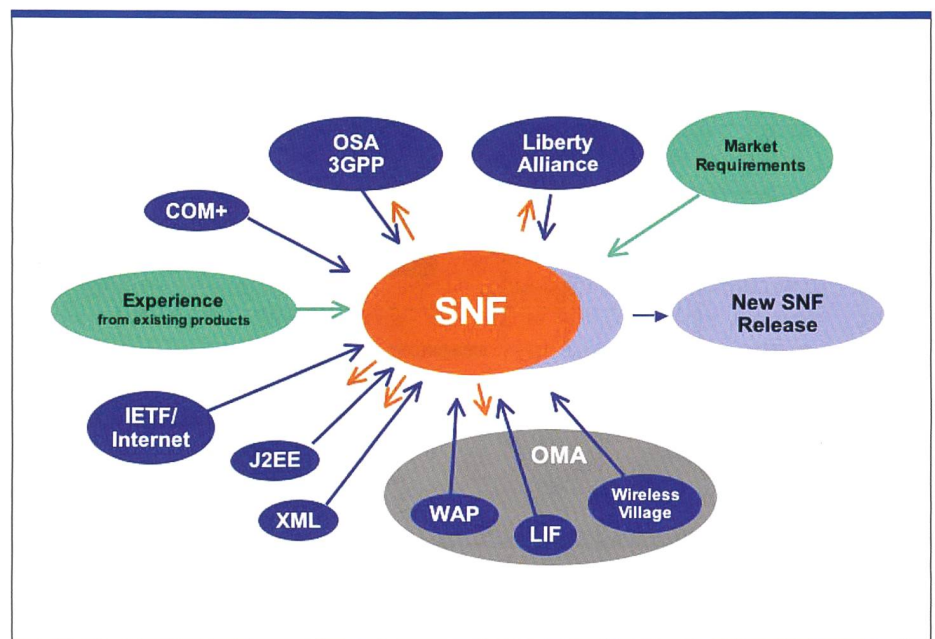 OSA
3GPP
Liberty
Alliance
Market
Requirements
COM+
Experience
from existing products
SNF
New SNF
Release
IETF/
Internet
J2EE
XML
OMA
WAP
LIF
Wireless
Village